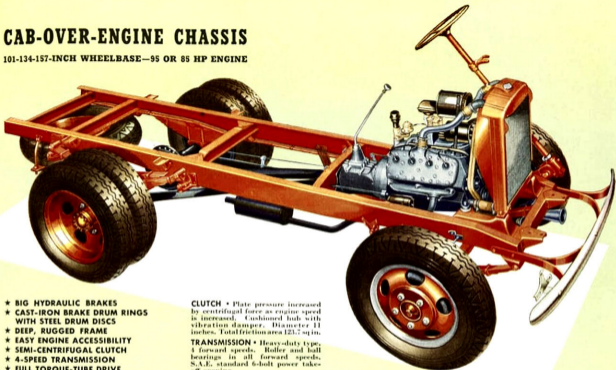 CAB-OVER-ENGINE CHASSIS
101-134-157-INCH WHEELBASE—95 OR 85 HP ENGINE
★ BIG HYDRAULIC BRAKES
★ CAST-IRON BRAKE DRUM RINGS
WITH STEEL DRUM DISCS
★ DEEP, RUGGED FRAME
★ EASY ENGINE ACCESSIBILITY
★ SEMI-CENTRIFUGAL CLUTCH
★ 4-SPEED TRANSMISSION
★ FULL TORQUE-TUBE DRIVE
CLUTCH • Plate pressure increased
by centrifugal force as engine speed
is increased. Cushioned hub with
vibration damper. Diameter 11
inches. Total friction area 123.7 sq in.
TRANSMISSION • Heavy-duty type,
4 forward speeds. Roller and ball
bearings in all forward speeds.
S.A.E. standard 6-bolt power take-